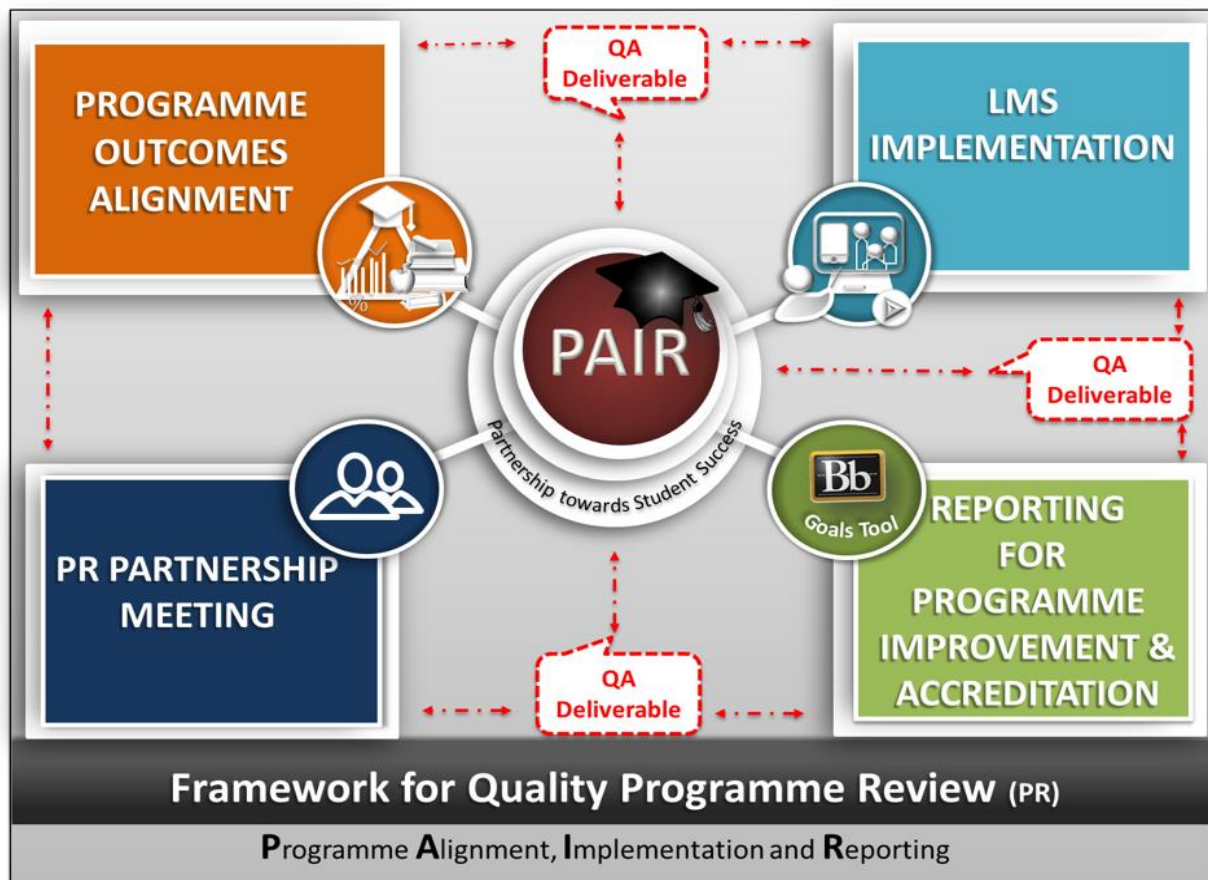 PROGRAMME
OUTCOMES
ALIGNMENT
QA
Deliverable
LMS
IMPLEMENTATION
%
PAIR
Partnership towards Student Success
QA
Deliverable
Bb
Goals Tool
PR PARTNERSHIP
MEETING
REPORTING
FOR
PROGRAMME
IMPROVEMENT &
ACCREDITATION
QA
Deliverable
Framework for Quality Programme Review (PR)
Programme Alignment, Implementation and Reporting